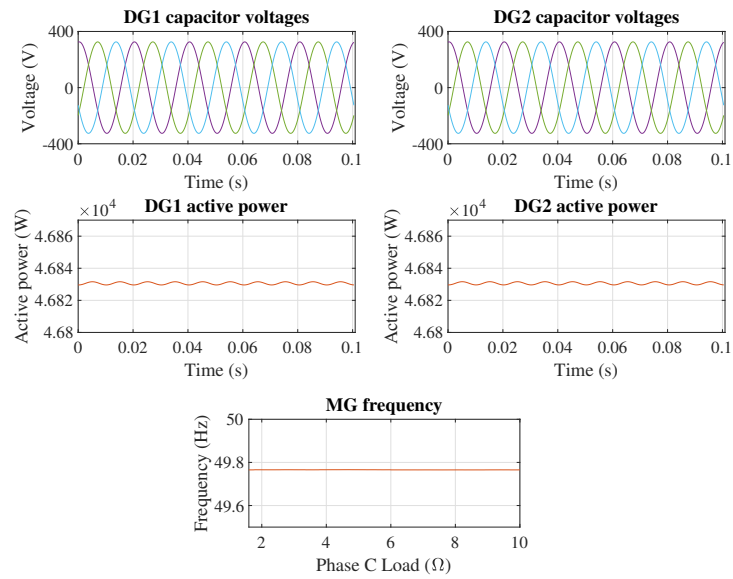 DG1 capacitor voltages
Voltage (V)
400
0
-400
0 0.02 0.04 0.06 0.08 0.1
Time (s)
DG2 capacitor voltages
Voltage (V)
400
0
-400
0 0.02 0.04 0.06 0.08 0.1
Time (s)
DG1 active power
×10⁴
Active power (W)
4.686
4.684
4.682
4.68
0 0.02 0.04 0.06 0.08 0.1
Time (s)
DG2 active power
×10⁴
Active power (W)
4.686
4.684
4.682
4.68
0 0.02 0.04 0.06 0.08 0.1
Time (s)
MG frequency
Frequency (Hz)
50
49.8
49.6
2 4 6 8 10
Phase C Load (Ω)